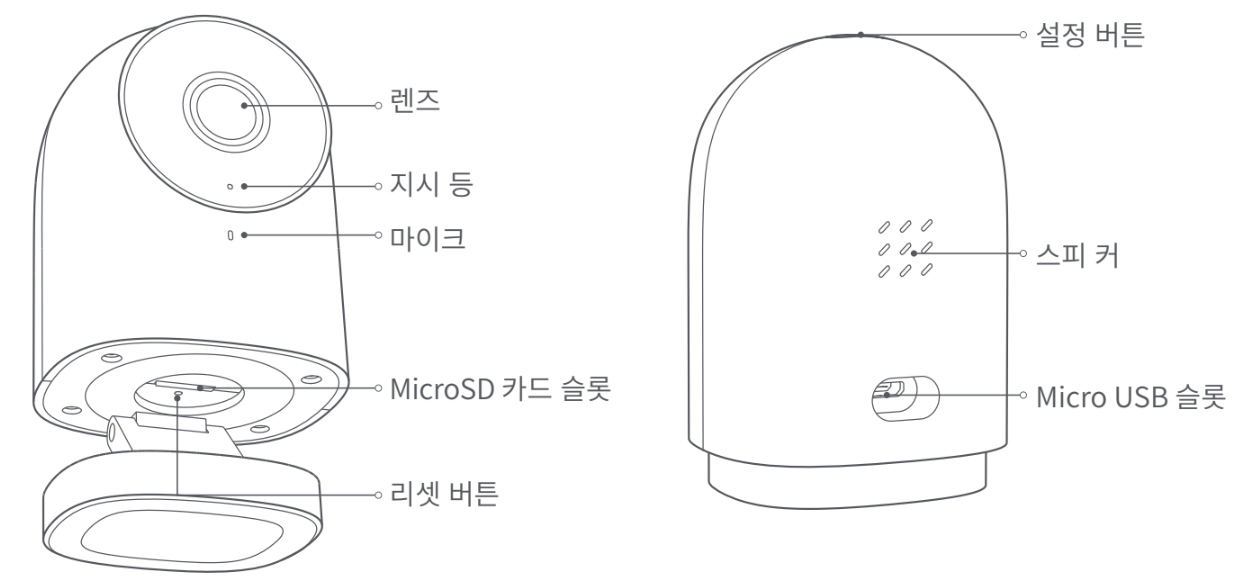 렌즈
지시 등
마이크
MicroSD 카드 슬롯
리셋 버튼
설정 버튼
스피 커
Micro USB 슬롯